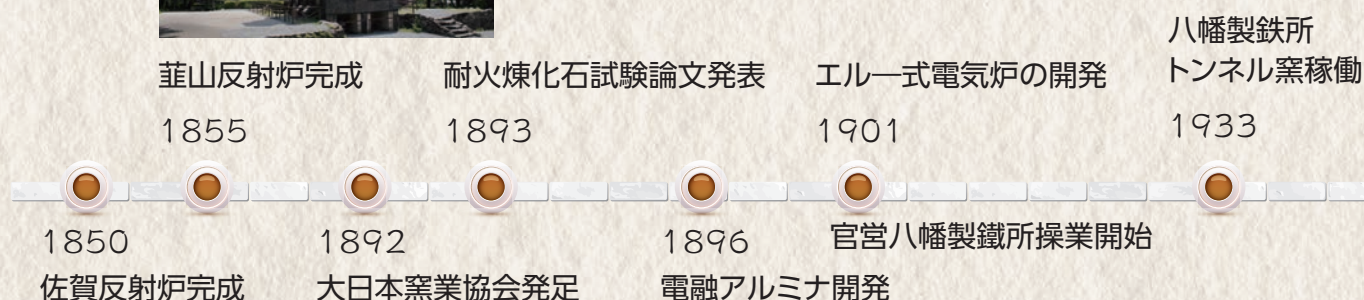 八幡製鉄所
トンネル窯稼働
韮山反射炉完成
1855
耐火煉化石試験論文発表
1893
エル―式電気炉の開発
1901
1933
1850
佐賀反射炉完成
1892
大日本窯業協会発足
1896
電融アルミナ開発
官営八幡製鐵所操業開始